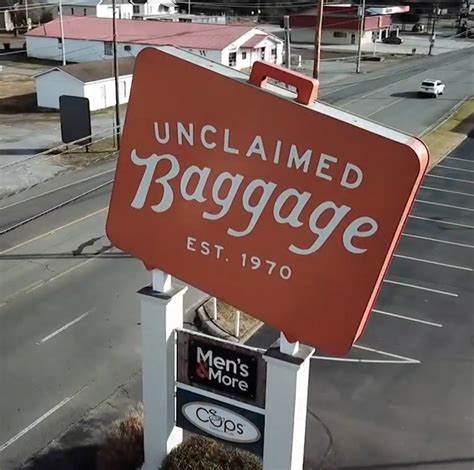 UNCLAIMED
Baggage
EST. 1970
Men's
&More
Cups